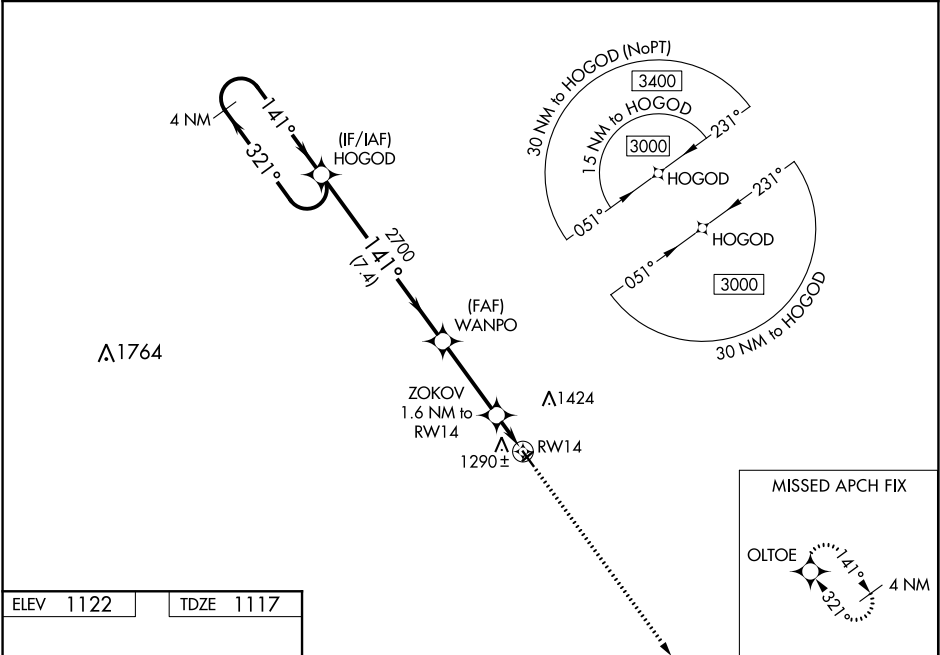 30 NM to HOGOD (NoPT)
3400
15 NM to HOGOD
3000
HOGOD
231°
051°
4 NM
141°
321°
(IF/IAF)
HOGOD
2700
141°
(7.4)
231°
HOGOD
051°
3000
30 NM to HOGOD
(FAF)
WANPO
1764
ZOKOV
1.6 NM to
RW14
1424
1290±
RW14
MISSED APCH FIX
OLTOE
141°
321°
4 NM
ELEV 1122
TDZE 1117